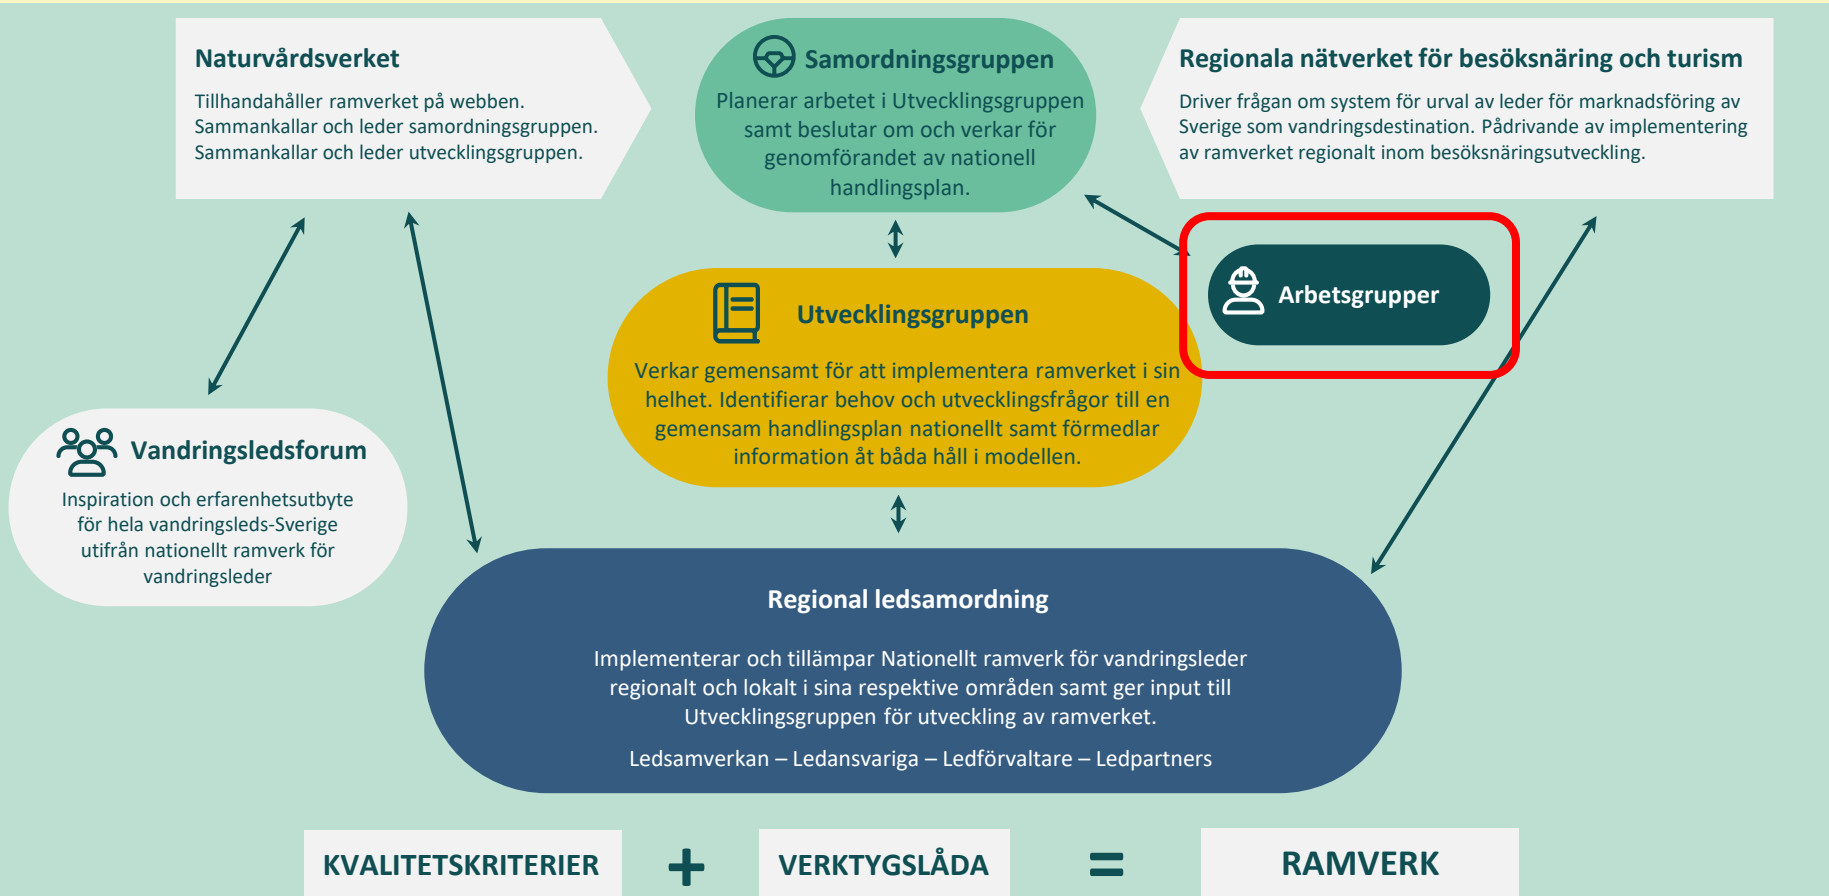 Naturvårdsverket
Tillhandahåller ramverket på webben.
Sammankallar och leder samordningsgruppen.
Sammankallar och leder utvecklingsgruppen.
Samordningsgruppen
Planerar arbetet i Utvecklingsgruppen
samt beslutar om och verkar för
genomförandet av nationell
handlingsplan.
Regionala nätverket för besöksnäring och turism
Driver frågan om system för urval av leder för marknadsföring av
Sverige som vandringsdestination. Pådrivande av implementering
av ramverket regionalt inom besöksnäringsutveckling.
Arbetsgrupper
Utvecklingsgruppen
Verkar gemensamt för att implementera ramverket i sin
helhet. Identifierar behov och utvecklingsfrågor till en
gemensam handlingsplan nationellt samt förmedlar
information åt båda håll i modellen.
Vandringsledsforum
Inspiration och erfarenhetsutbyte
för hela vandringsleds-Sverige
utifrån nationellt ramverk för
vandringsleder
Regional ledsamordning
Implementerar och tillämpar Nationellt ramverk för vandringsleder
regionalt och lokalt i sina respektive områden samt ger input till
Utvecklingsgruppen för utveckling av ramverket.
Ledsamverkan – Ledansvariga – Ledförvaltare – Ledpartners
KVALITETSKRITERIER + VERKTYGSLÅDA = RAMVERK